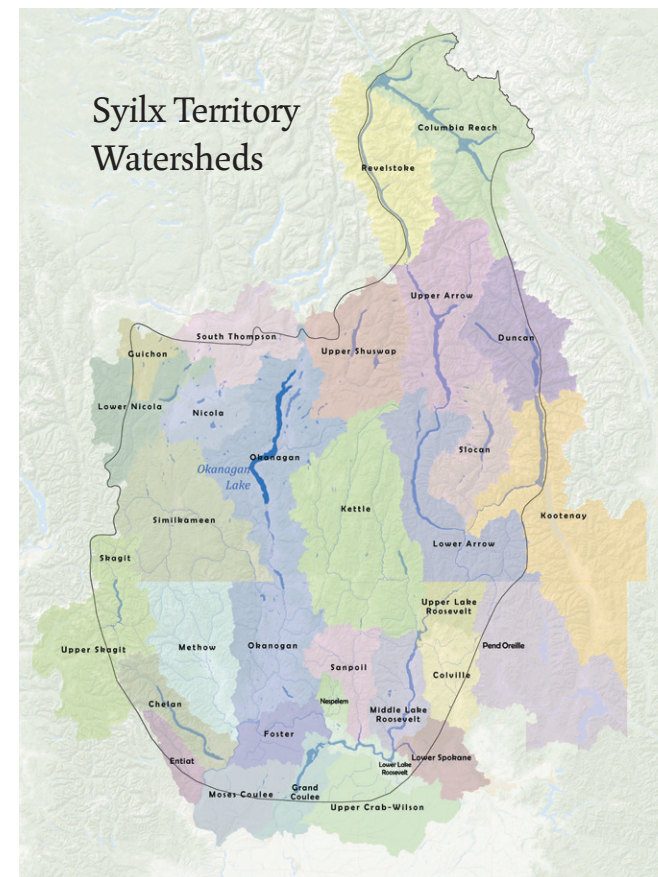 Syilx Territory
Watersheds
Columbia Reach
Revelstoke
Upper Arrow
South Thompson
Duncan
Upper Shuswap
Guichon
Lower Nicola
Nicola
Slocan
Okanagan
Okanagan
Lake
Kettle
Kootenay
Similkameen
Lower Arrow
Skagit
Upper Lake
Roosevelt
Upper Skagit
Methow
Okanogan
Pend Oreille
Sanpoil
Colville
Nespelem
Chelan
Middle Lake
Roosevelt
Foster
Entiat
Lower Spokane
Lower Lake
Roosevelt
Moses Coulee
Grand
Coulee
Upper Crab-Wilson